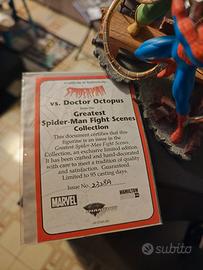 Certificate of Authenticity
SPIDER-MAN
vs. Doctor Octopus
from the
Greatest
Spider-Man Fight Scenes
Collection
This document certifies that this
figurine is an issue in the
Greatest Spider-Man Fight Scenes
Collection, an exclusive limited edition
It has been crafted and hand-decorated
with care to meet a tradition of quality
and satisfaction. Guaranteed.
Limited to 95 casting days.
Issue No.
MARVEL
HAMILTON
subito